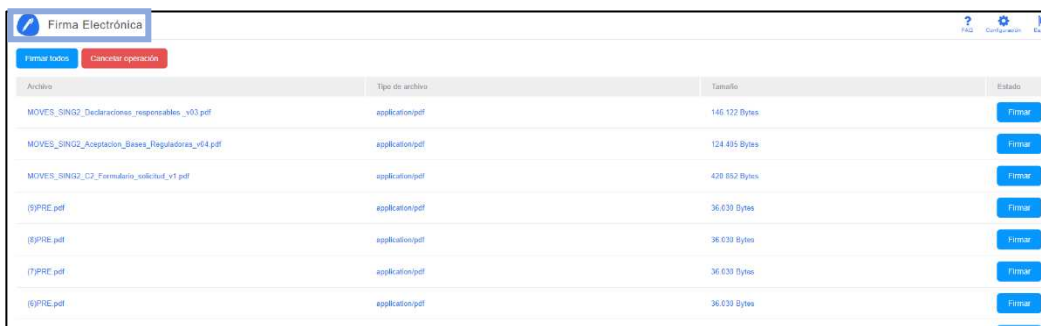 Firma Electrónica
FAQ Configuración
Firmar todos Cancelar operación
Archivo Tipo de archivo Tamaño Estado
MOVES_SING2_Declaraciones_responsables _v03.pdf application/pdf 146.122 Bytes Firmar
MOVES_SING2_Aceptacion_Bases_Reguladoras_v04.pdf application/pdf 124.495 Bytes Firmar
MOVES_SING2_C2_Formulario_solicitud_v1.pdf application/pdf 420.852 Bytes Firmar
(9)PRE.pdf application/pdf 36.030 Bytes Firmar
(8)PRE.pdf application/pdf 36.030 Bytes Firmar
(7)PRE.pdf application/pdf 36.030 Bytes Firmar
(6)PRE.pdf application/pdf 36.030 Bytes Firmar